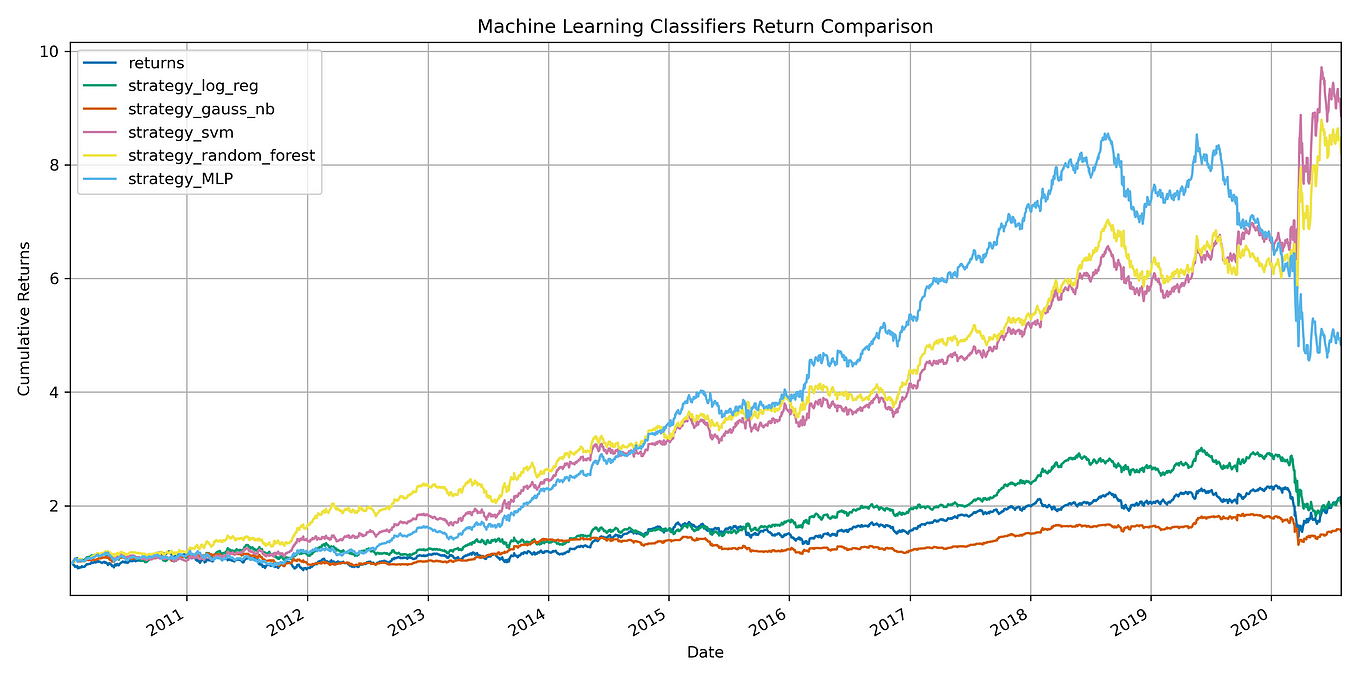 Machine Learning Classifiers Return Comparison
10
8
6
4
2
Cumulative Returns
returns
strategy_log_reg
strategy_gauss_nb
strategy_svm
strategy_random_forest
strategy_MLP
2011
2012
2013
2014
2015
2016
2017
2018
2019
2020
Date